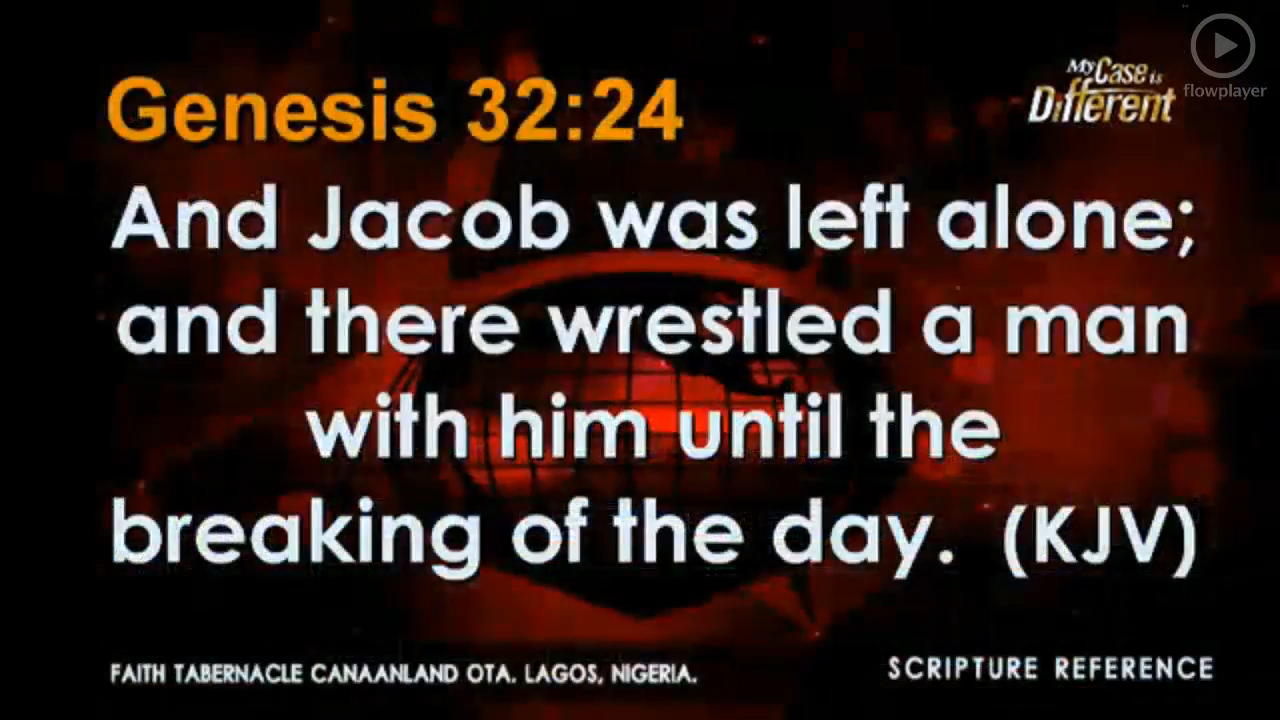 flowplayer
My Case is
Different
Genesis 32:24
And Jacob was left alone;
and there wrestled a man
with him until the
breaking of the day. (KJV)
FAITH TABERNACLE CANAANLAND OTA. LAGOS, NIGERIA.
SCRIPTURE REFERENCE